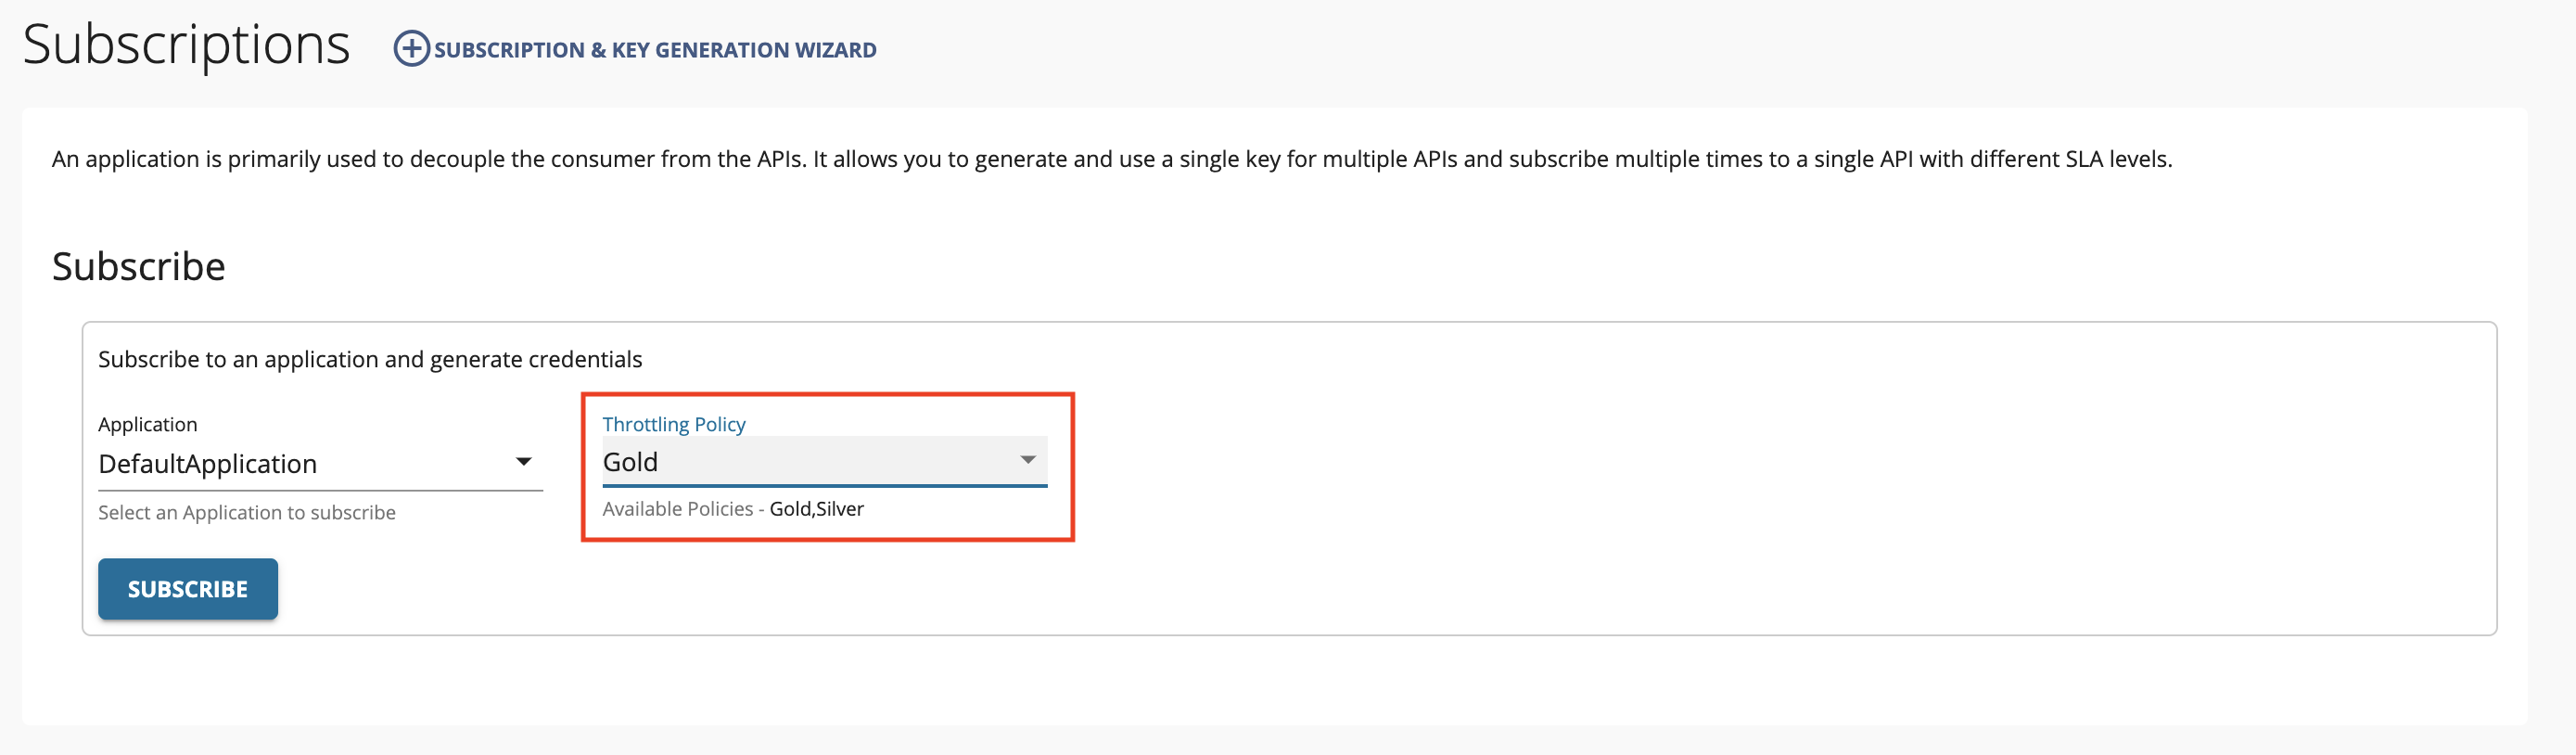 Subscriptions
SUBSCRIPTION & KEY GENERATION WIZARD
An application is primarily used to decouple the consumer from the APIs. It allows you to generate and use a single key for multiple APIs and subscribe multiple times to a single API with different SLA levels.
Subscribe
Subscribe to an application and generate credentials
Application
DefaultApplication
Select an Application to subscribe
Throttling Policy
Gold
Available Policies - Gold,Silver
SUBSCRIBE